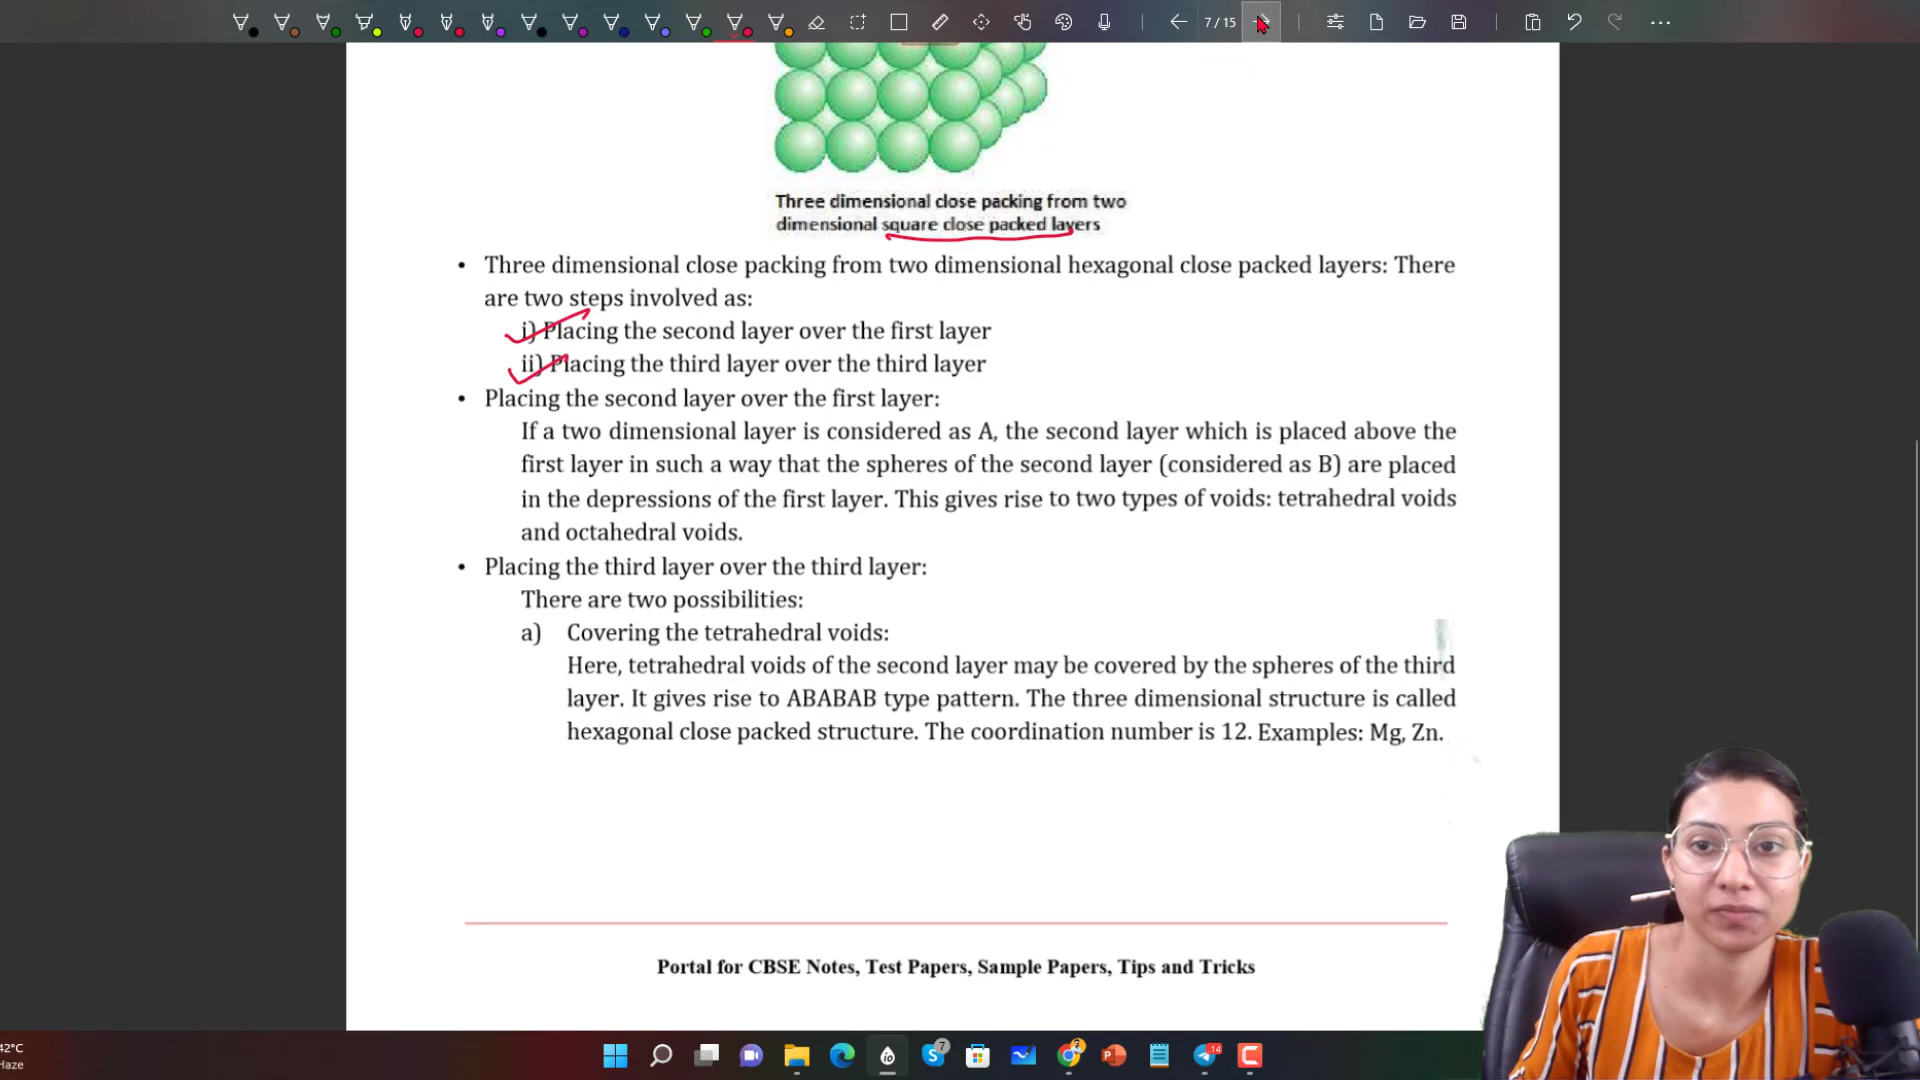 7 / 15
Three dimensional close packing from two
dimensional square close packed layers
• Three dimensional close packing from two dimensional hexagonal close packed layers: There
are two steps involved as:
i) Placing the second layer over the first layer
ii) Placing the third layer over the third layer
• Placing the second layer over the first layer:
If a two dimensional layer is considered as A, the second layer which is placed above the
first layer in such a way that the spheres of the second layer (considered as B) are placed
in the depressions of the first layer. This gives rise to two types of voids: tetrahedral voids
and octahedral voids.
• Placing the third layer over the third layer:
There are two possibilities:
a) Covering the tetrahedral voids:
Here, tetrahedral voids of the second layer may be covered by the spheres of the third
layer. It gives rise to ABABAB type pattern. The three dimensional structure is called
hexagonal close packed structure. The coordination number is 12. Examples: Mg, Zn.
Portal for CBSE Notes, Test Papers, Sample Papers, Tips and Tricks
42°C
Haze
7
14